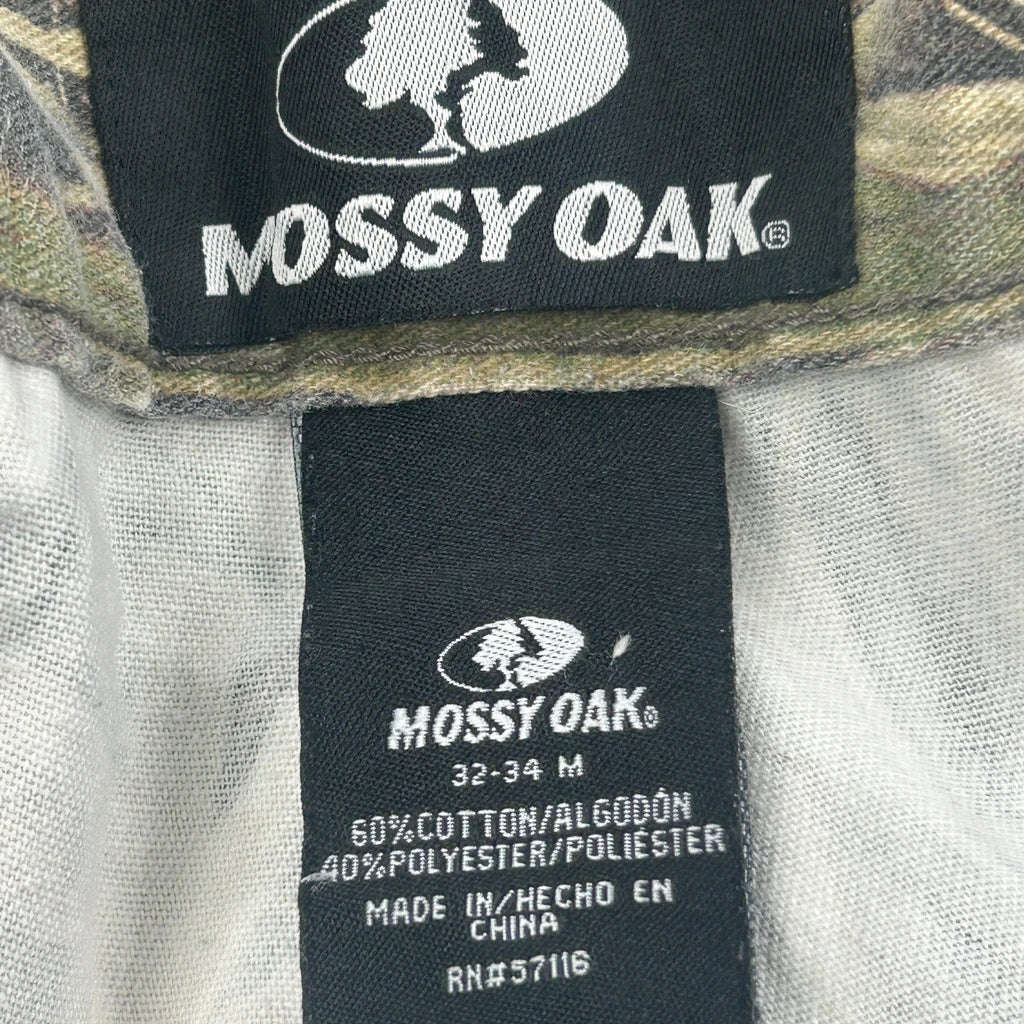 MOSSY OAK®
MOSSY OAK®
32-34 M
60%COTTON/ALGODÓN
40%POLYESTER/POLIÉSTER
MADE IN/HECHO EN
CHINA
RN#57116